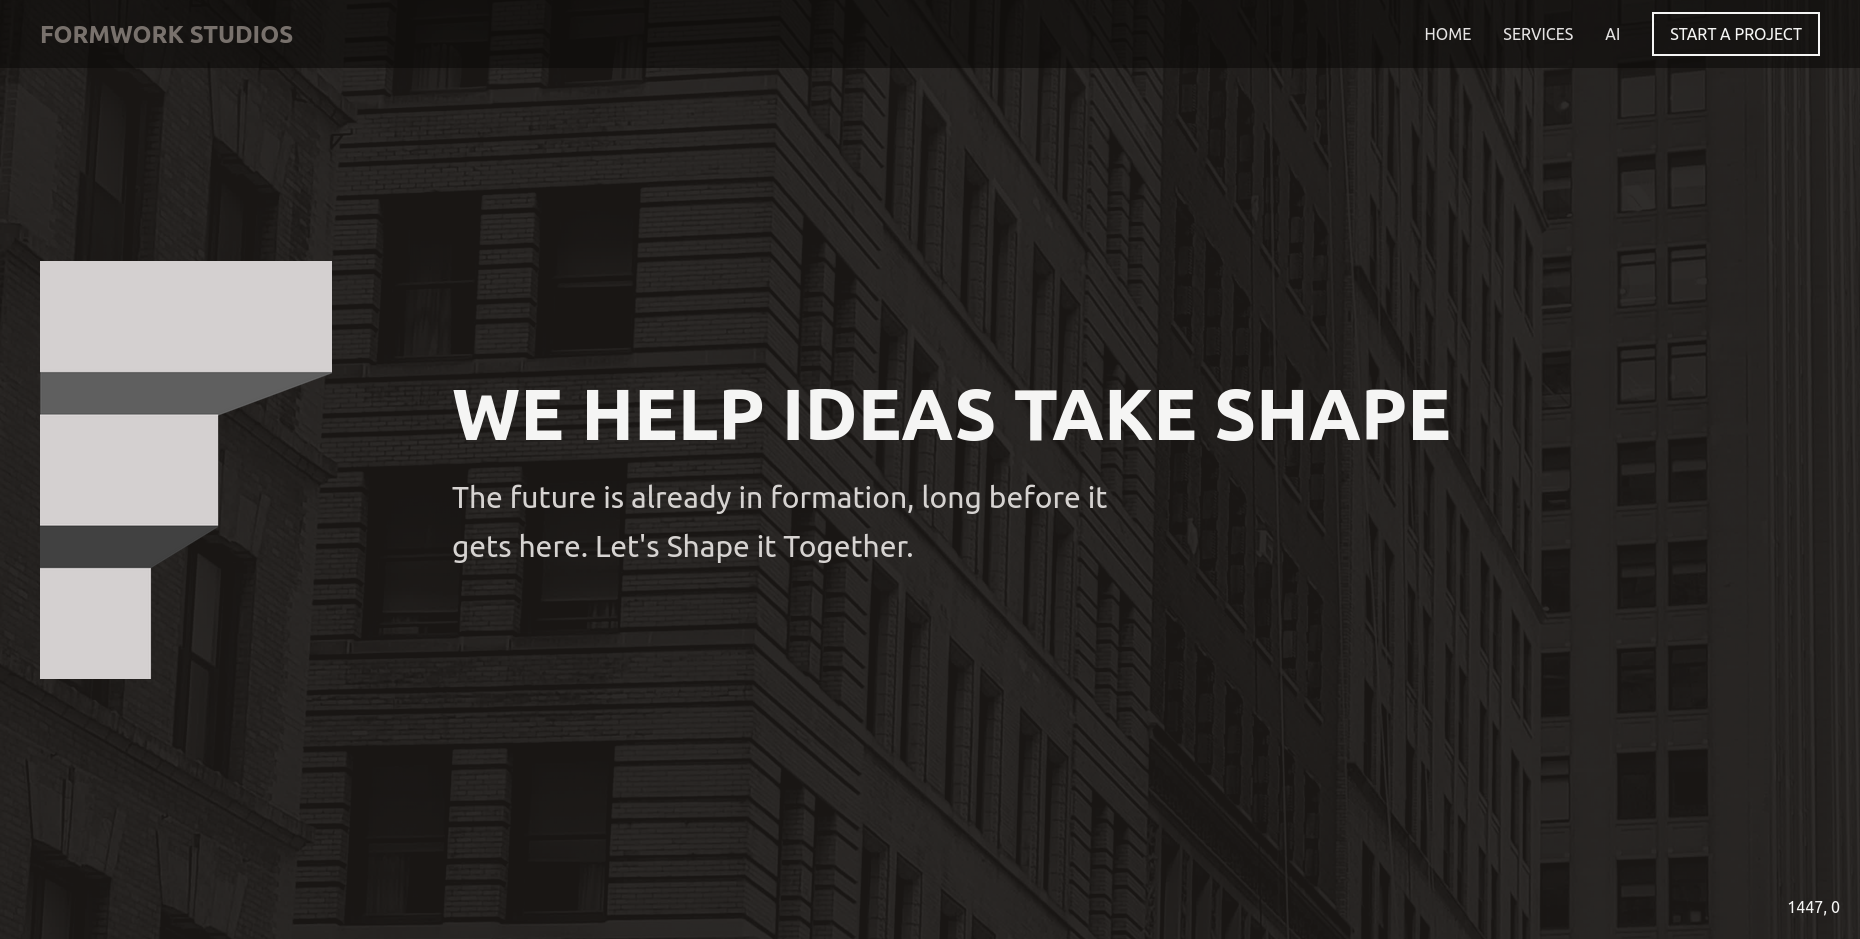 FORMWORK STUDIOS
HOME
SERVICES
AI
START A PROJECT
WE HELP IDEAS TAKE SHAPE
The future is already in formation, long before it
gets here. Let's Shape it Together.
1447, 0